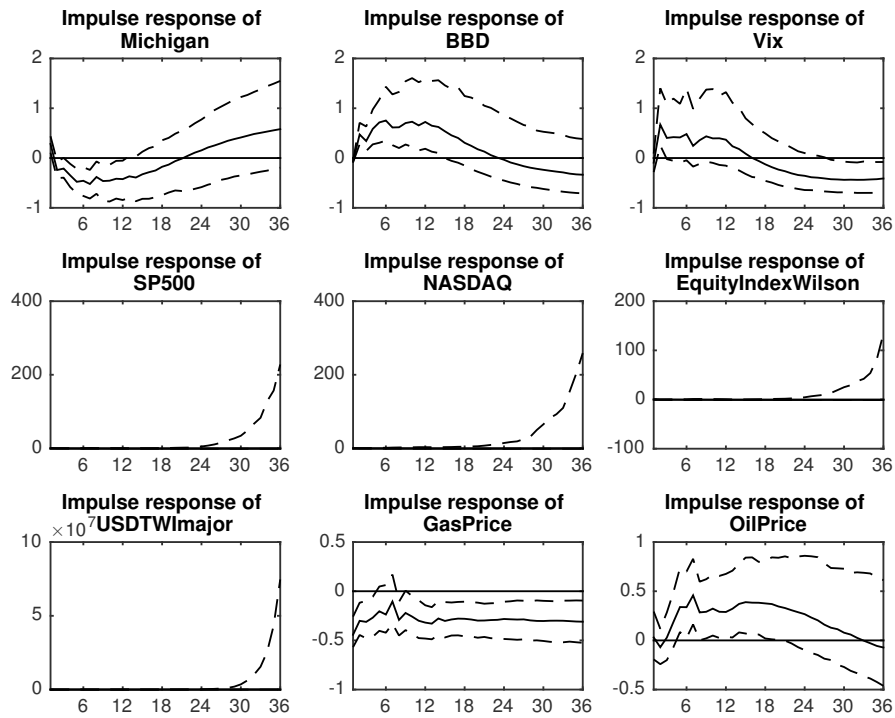 Impulse response of
Michigan
2
1
0
-1
6 12 18 24 30 36
Impulse response of
BBD
2
1
0
-1
6 12 18 24 30 36
Impulse response of
Vix
2
1
0
-1
6 12 18 24 30 36
Impulse response of
SP500
400
200
0
6 12 18 24 30 36
Impulse response of
NASDAQ
400
200
0
6 12 18 24 30 36
Impulse response of
EquityIndexWilson
200
100
0
-100
6 12 18 24 30 36
Impulse response of
×10⁷USDTWImajor
10
5
0
6 12 18 24 30 36
Impulse response of
GasPrice
0.5
0
-0.5
-1
6 12 18 24 30 36
Impulse response of
OilPrice
1
0.5
0
-0.5
6 12 18 24 30 36